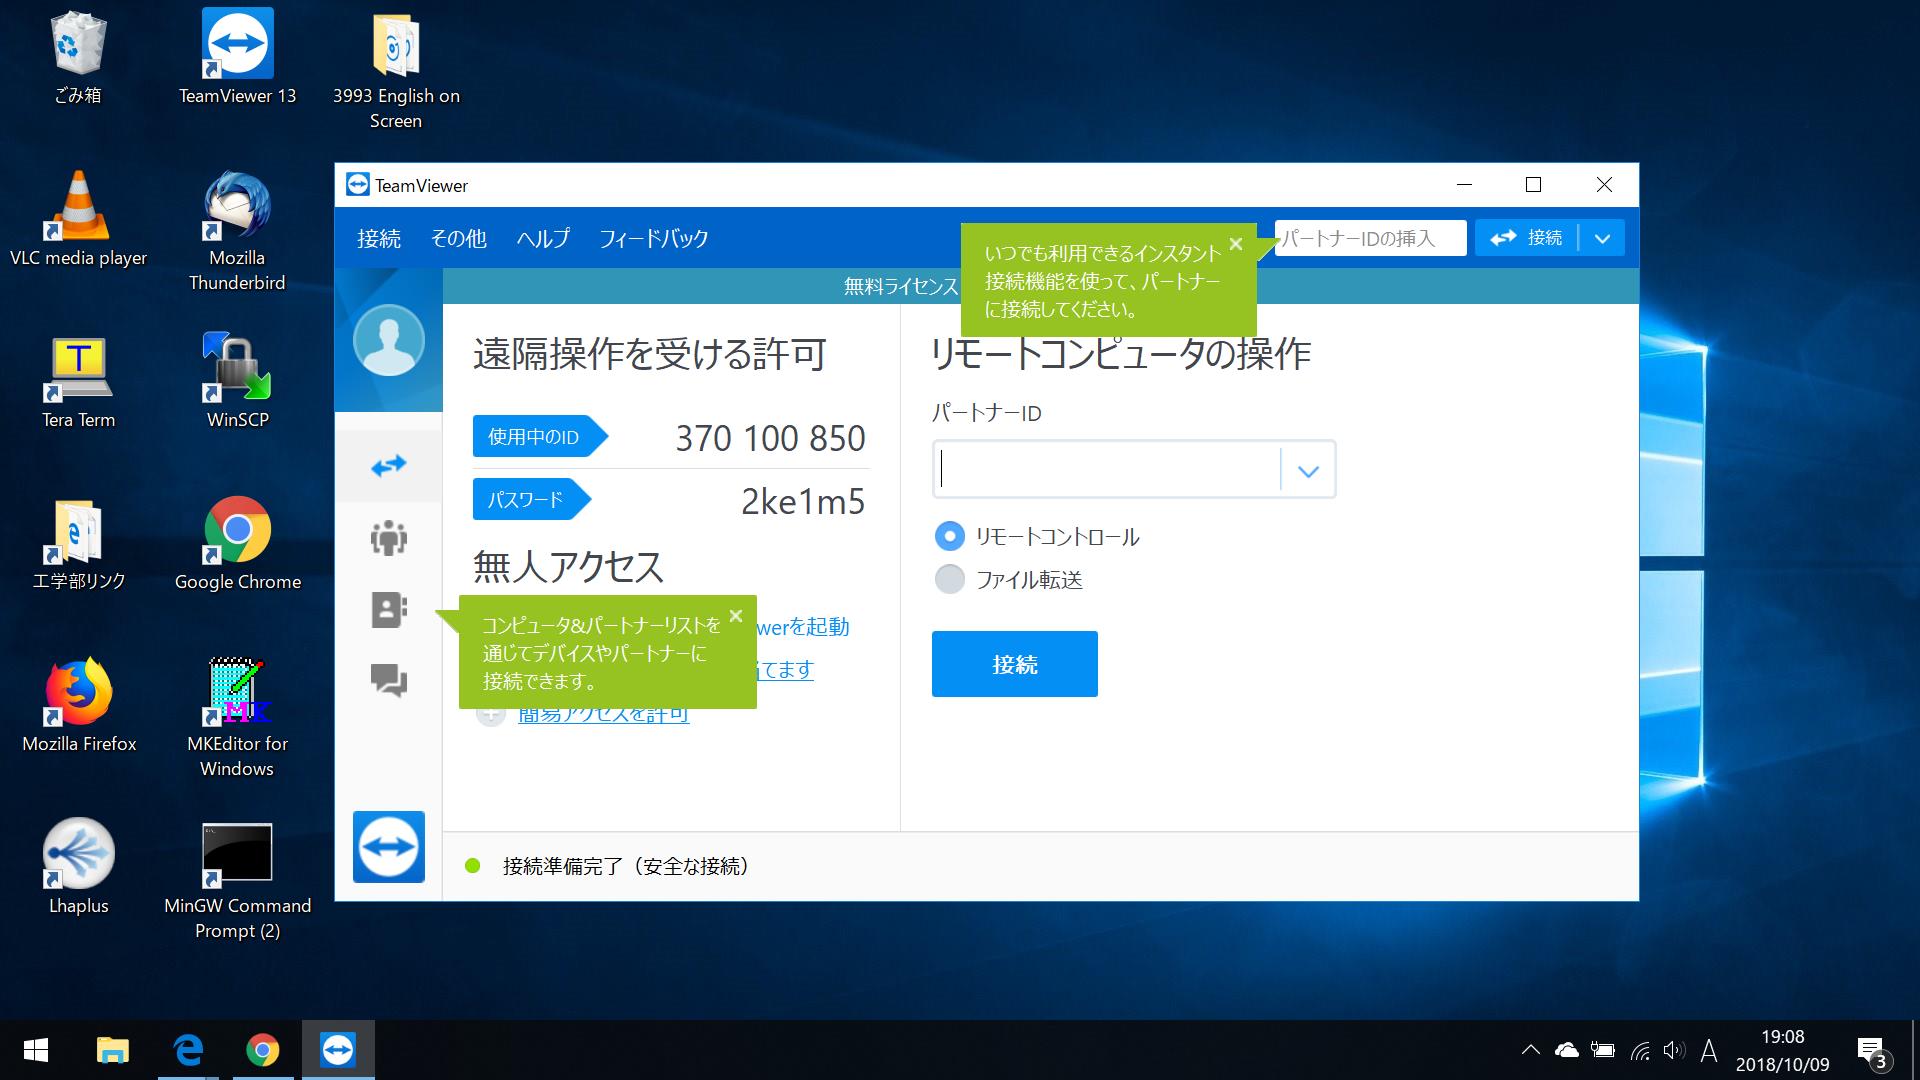 ごみ箱
TeamViewer 13
3993 English on
Screen
VLC media player
Mozilla
Thunderbird
Tera Term
WinSCP
工学部リンク
Google Chrome
Mozilla Firefox
MKEditor for
Windows
Lhaplus
MinGW Command
Prompt (2)
TeamViewer
接続 その他 ヘルプ フィードバック
パートナーIDの挿入
接続
いつでも利用できるインスタント
接続機能を使って、パートナー
に接続してください。
無料ライセンス
遠隔操作を受ける許可
使用中のID 370 100 850
パスワード 2ke1m5
無人アクセス
werを起動
てます
簡易アクセスを許可
コンピュータ&パートナーリストを
通じてデバイスやパートナーに
接続できます。
リモートコンピュータの操作
パートナーID
リモートコントロール
ファイル転送
接続
接続準備完了（安全な接続）
A
19:08
2018/10/09
3